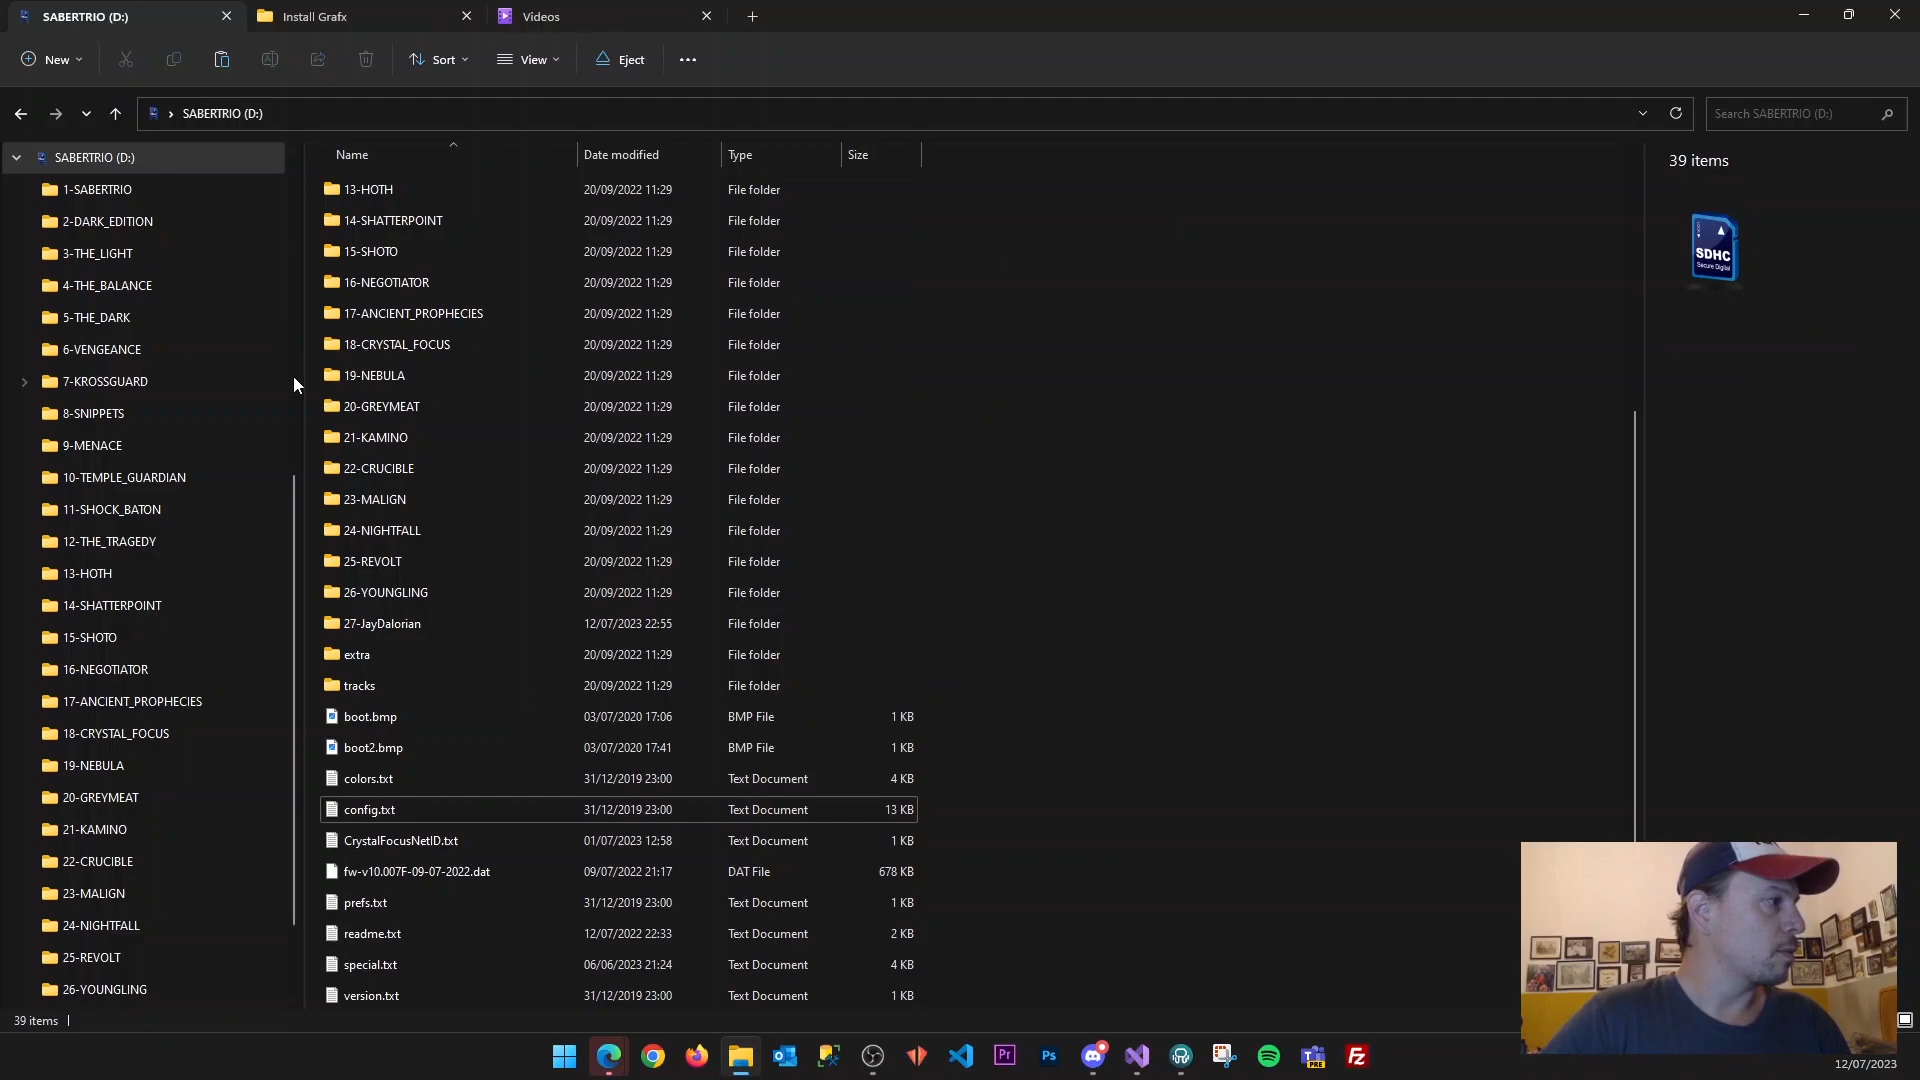 SABERTRIO (D:)
Install Grafx
Videos
New
Sort
View
Eject
SABERTRIO (D:)
Search SABERTRIO (D:)
SABERTRIO (D:)
1-SABERTRIO
2-DARK_EDITION
3-THE_LIGHT
4-THE_BALANCE
5-THE_DARK
6-VENGEANCE
7-KROSSGUARD
8-SNIPPETS
9-MENACE
10-TEMPLE_GUARDIAN
11-SHOCK_BATON
12-THE_TRAGEDY
13-HOTH
14-SHATTERPOINT
15-SHOTO
16-NEGOTIATOR
17-ANCIENT_PROPHECIES
18-CRYSTAL_FOCUS
19-NEBULA
20-GREYMEAT
21-KAMINO
22-CRUCIBLE
23-MALIGN
24-NIGHTFALL
25-REVOLT
26-YOUNGLING
Name Date modified Type Size
13-HOTH 20/09/2022 11:29 File folder
14-SHATTERPOINT 20/09/2022 11:29 File folder
15-SHOTO 20/09/2022 11:29 File folder
16-NEGOTIATOR 20/09/2022 11:29 File folder
17-ANCIENT_PROPHECIES 20/09/2022 11:29 File folder
18-CRYSTAL_FOCUS 20/09/2022 11:29 File folder
19-NEBULA 20/09/2022 11:29 File folder
20-GREYMEAT 20/09/2022 11:29 File folder
21-KAMINO 20/09/2022 11:29 File folder
22-CRUCIBLE 20/09/2022 11:29 File folder
23-MALIGN 20/09/2022 11:29 File folder
24-NIGHTFALL 20/09/2022 11:29 File folder
25-REVOLT 20/09/2022 11:29 File folder
26-YOUNGLING 20/09/2022 11:29 File folder
27-JayDalorian 12/07/2023 22:55 File folder
extra 20/09/2022 11:29 File folder
tracks 20/09/2022 11:29 File folder
boot.bmp 03/07/2020 17:06 BMP File 1 KB
boot2.bmp 03/07/2020 17:41 BMP File 1 KB
colors.txt 31/12/2019 23:00 Text Document 4 KB
config.txt 31/12/2019 23:00 Text Document 13 KB
CrystalFocusNetID.txt 01/07/2023 12:58 Text Document 1 KB
fw-v10.007F-09-07-2022.dat 09/07/2022 21:17 DAT File 678 KB
prefs.txt 31/12/2019 23:00 Text Document 1 KB
readme.txt 12/07/2022 22:33 Text Document 2 KB
special.txt 06/06/2023 21:24 Text Document 4 KB
version.txt 31/12/2019 23:00 Text Document 1 KB
39 items
SDHC
Secure Digital
39 items
Pr
Ps
PRE
Fz
12/07/2023